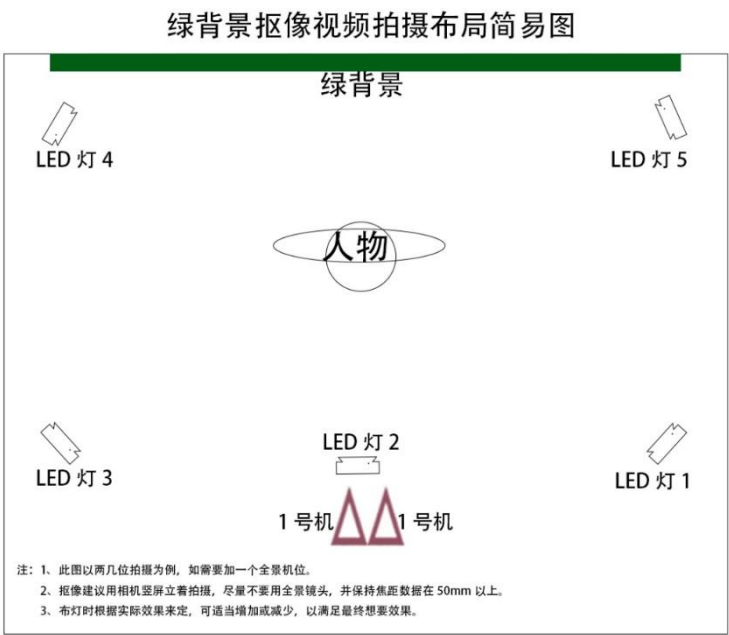 绿背景抠像视频拍摄布局简易图
绿背景
LED 灯 4
LED 灯 5
人物
LED 灯 2
LED 灯 3
LED 灯 1
1 号机
1 号机
注：1、此图以两几位拍摄为例，如需要加一个全景机位。
2、抠像建议用相机竖屏立着拍摄，尽量不要用全景镜头，并保持焦距数据在 50mm 以上。
3、布灯时根据实际效果来定，可适当增加或减少，以满足最终想要效果。